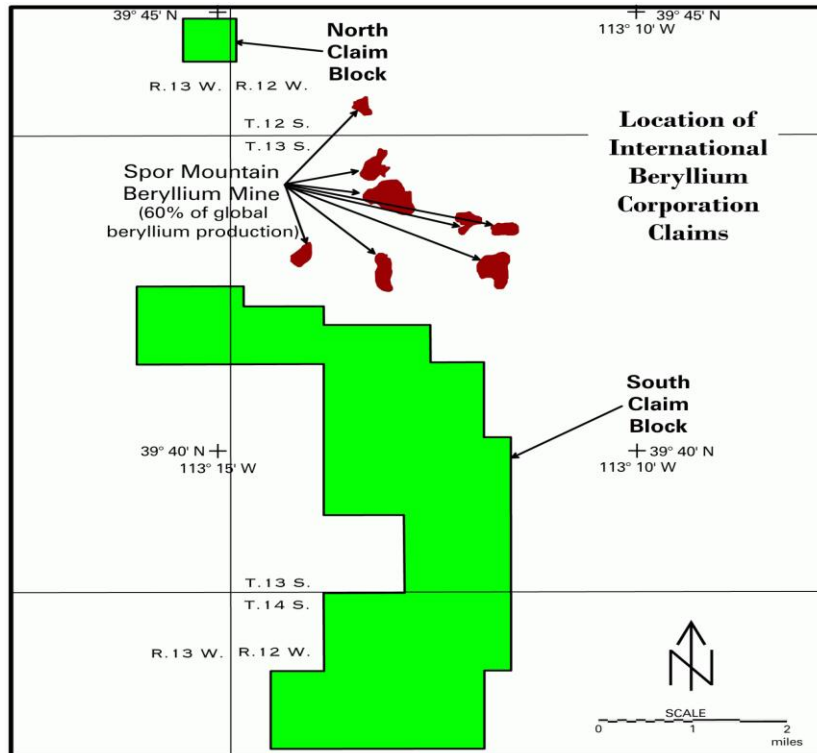 39° 45' N
113° 10' W
39° 45' N
North
Claim
Block
R.13 W.
R.12 W.
T.12 S.
T.13 S.
Location of
International
Beryllium
Corporation
Claims
Spor Mountain
Beryllium Mine
(60% of global
beryllium production)
South
Claim
Block
39° 40' N
113° 15' W
39° 40' N
113° 10' W
T.13 S.
T.14 S.
R.13 W.
R.12 W.
N
SCALE
0
1
2
miles